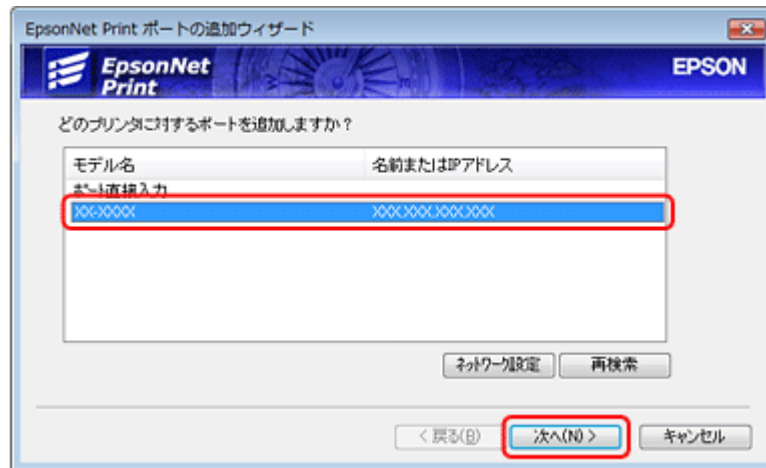 EpsonNet Print ポートの追加ウィザード
EpsonNet
Print
EPSON
どのプリンタに対するポートを追加しますか？
モデル名 名前またはIPアドレス
ポート直接入力
XX-XXXX XXX.XXX.XXX.XXX
ネットワーク設定 再検索
< 戻る(B) 次へ(N) > キャンセル